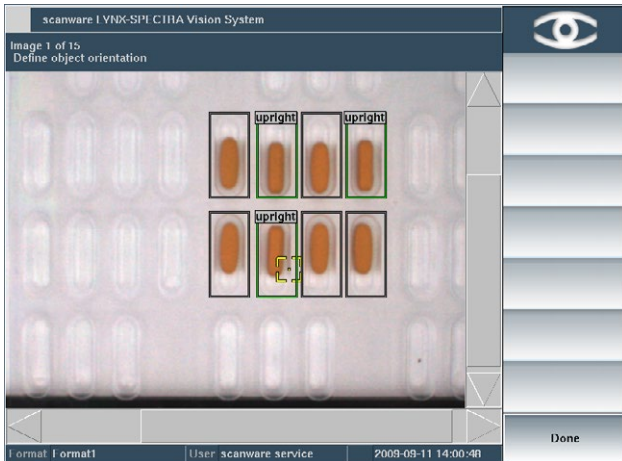 scanware LYNX-SPECTRA Vision System
Image 1 of 15
Define object orientation
upright upright
upright
Done
Format Format1 User scanware service 2009-09-11 14:00:48